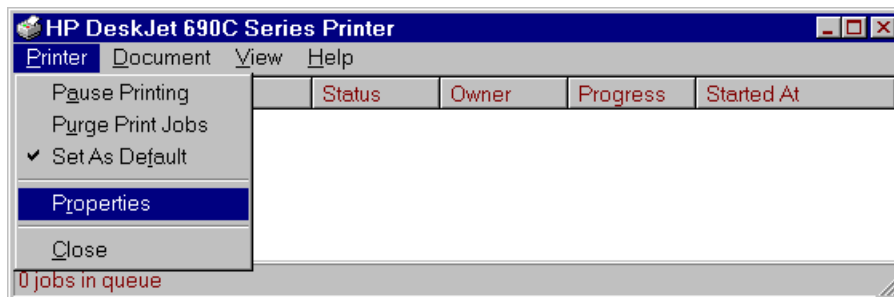 HP DeskJet 690C Series Printer
Printer Document View Help
Pause Printing
Status Owner Progress Started At
Purge Print Jobs
Set As Default
Properties
Close
0 jobs in queue